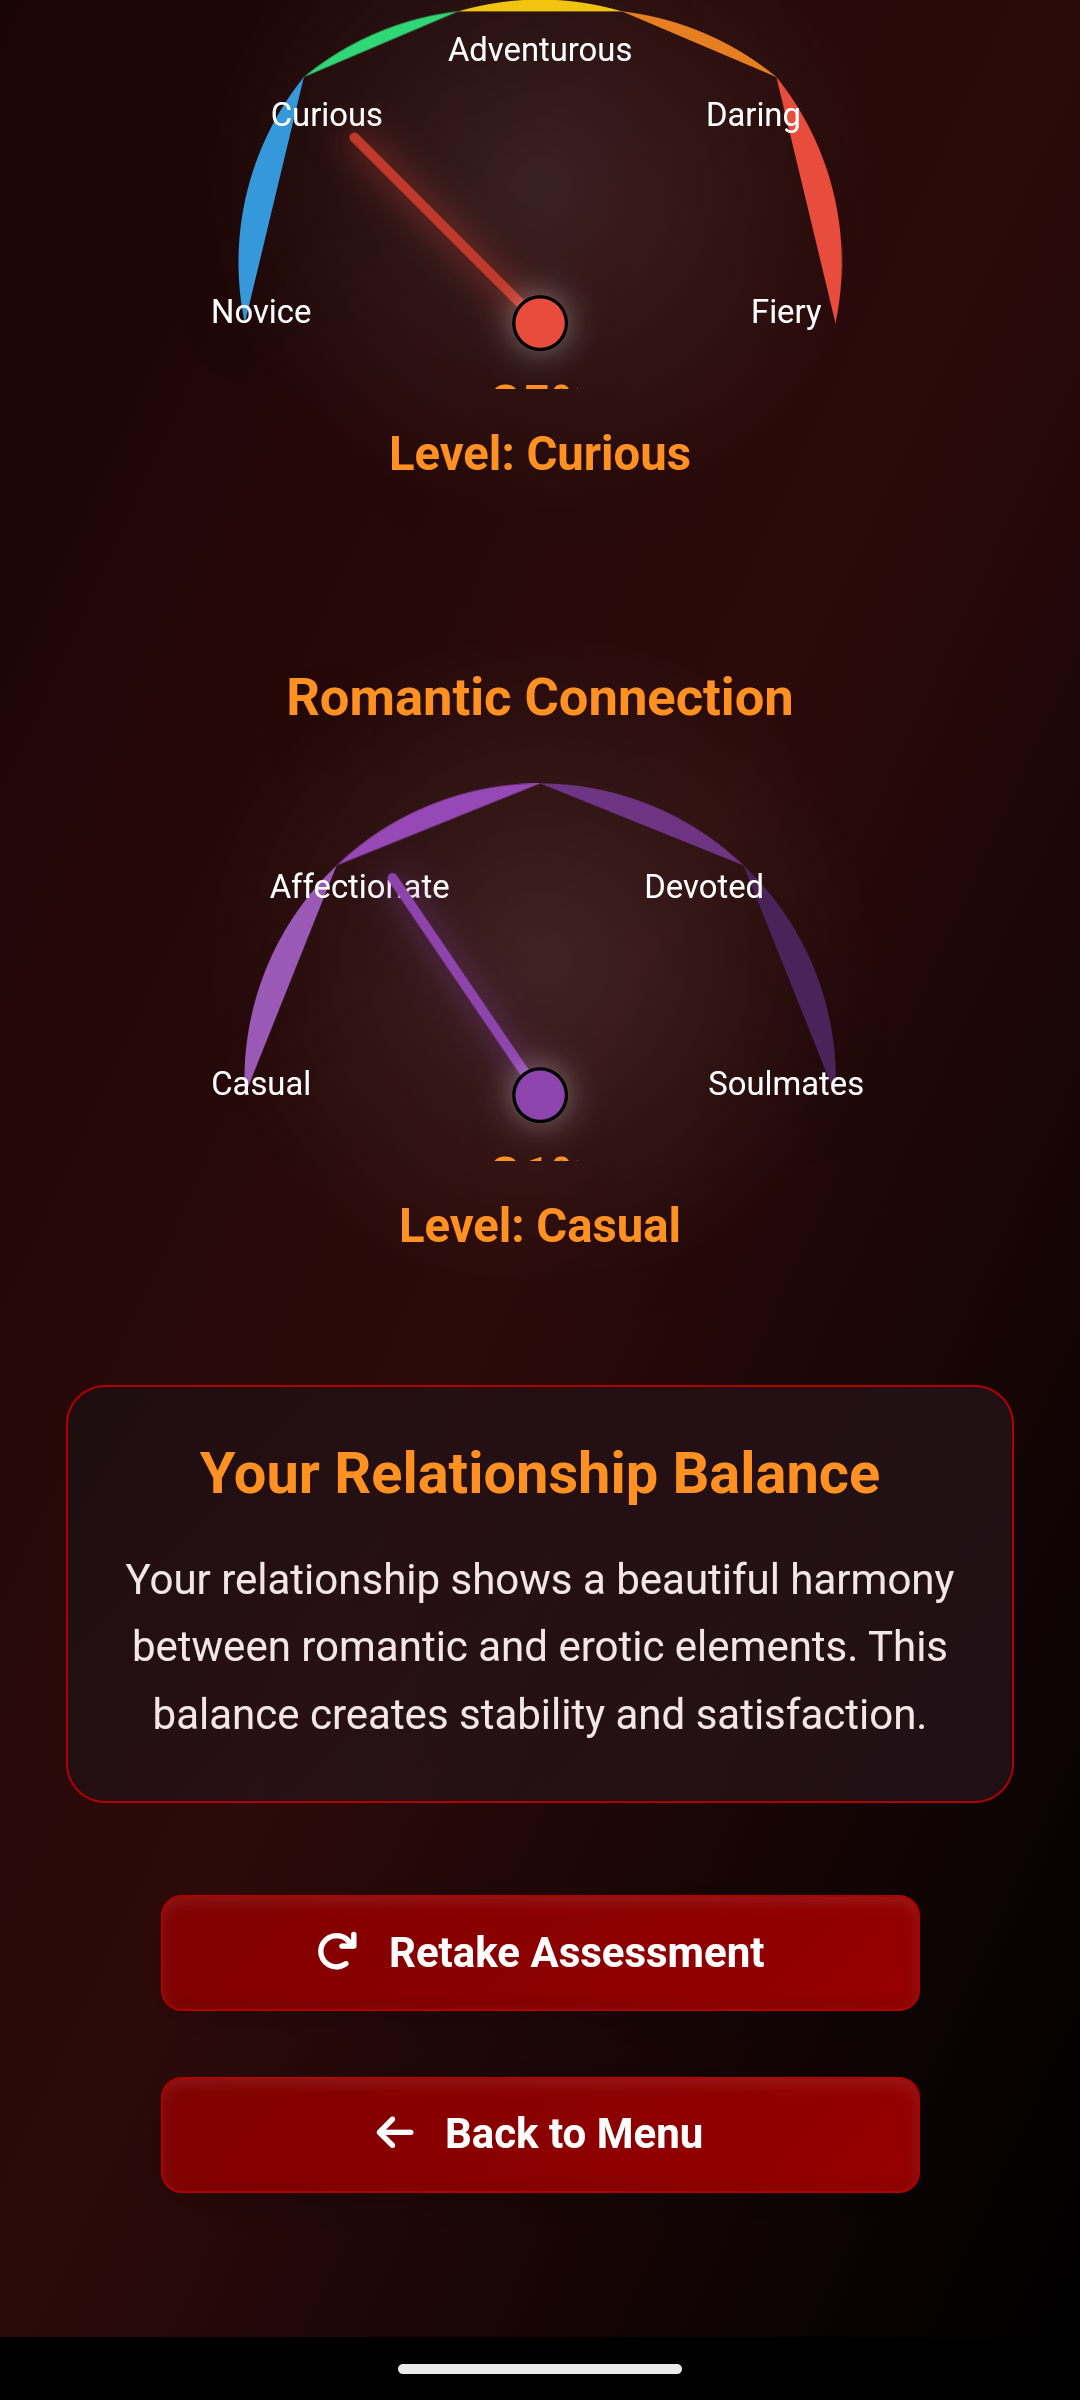 Adventurous
Curious
Daring
Novice
Fiery
Level: Curious
Romantic Connection
Affectionate
Devoted
Casual
Soulmates
Level: Casual
Your Relationship Balance
Your relationship shows a beautiful harmony
between romantic and erotic elements. This
balance creates stability and satisfaction.
Retake Assessment
Back to Menu